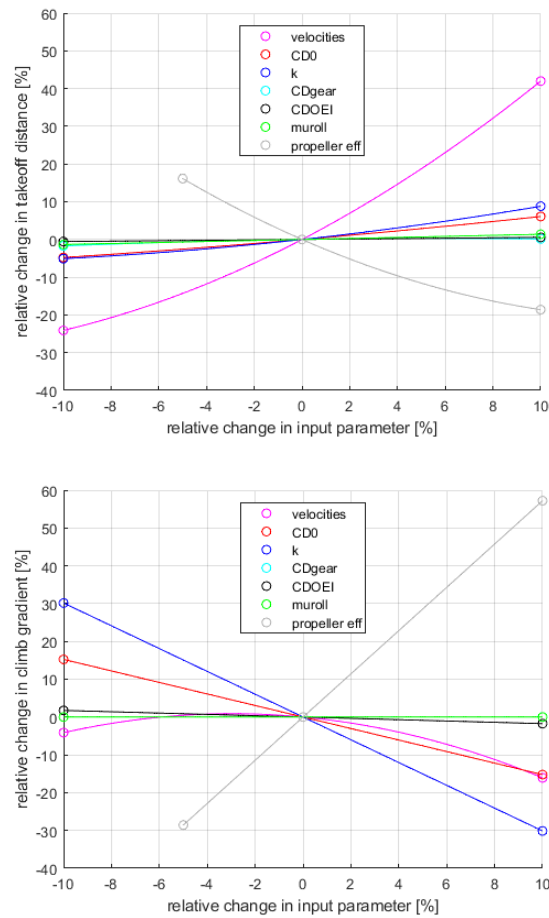 60
50
40
30
20
10
0
-10
-20
-30
-40
relative change in takeoff distance [%]
velocities
CD0
k
CDgear
CDOEI
muroll
propeller eff
-10 -8 -6 -4 -2 0 2 4 6 8 10
relative change in input parameter [%]
60
50
40
30
20
10
0
-10
-20
-30
-40
relative change in climb gradient [%]
velocities
CD0
k
CDgear
CDOEI
muroll
propeller eff
-10 -8 -6 -4 -2 0 2 4 6 8 10
relative change in input parameter [%]